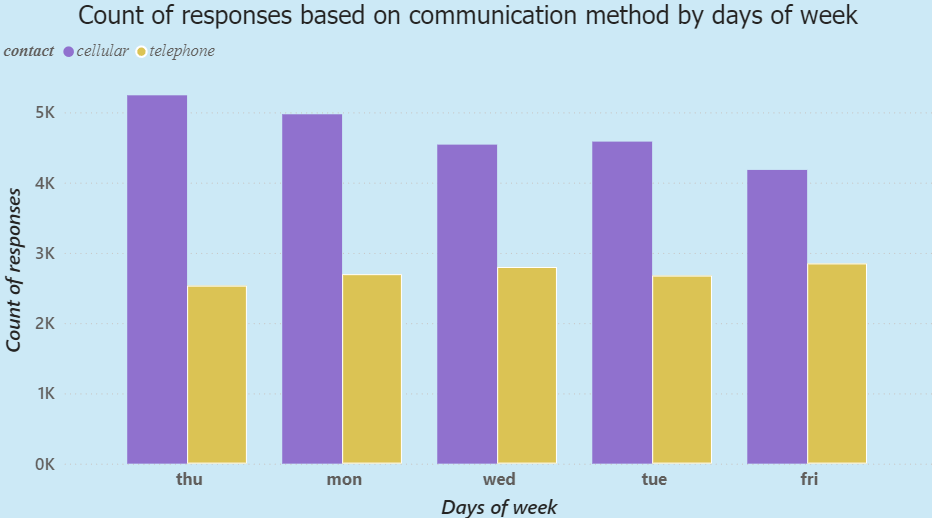 Count of responses based on communication method by days of week
contact cellular telephone
5K
4K
3K
2K
1K
0K
Count of responses
thu mon wed tue fri
Days of week